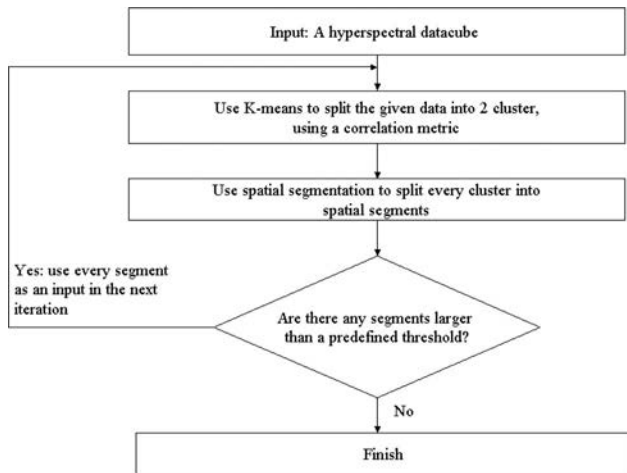 Input: A hyperspectral datacube
Use K-means to split the given data into 2 cluster,
using a correlation metric
Use spatial segmentation to split every cluster into
spatial segments
Yes: use every segment
as an input in the next
iteration
Are there any segments larger
than a predefined threshold?
No
Finish